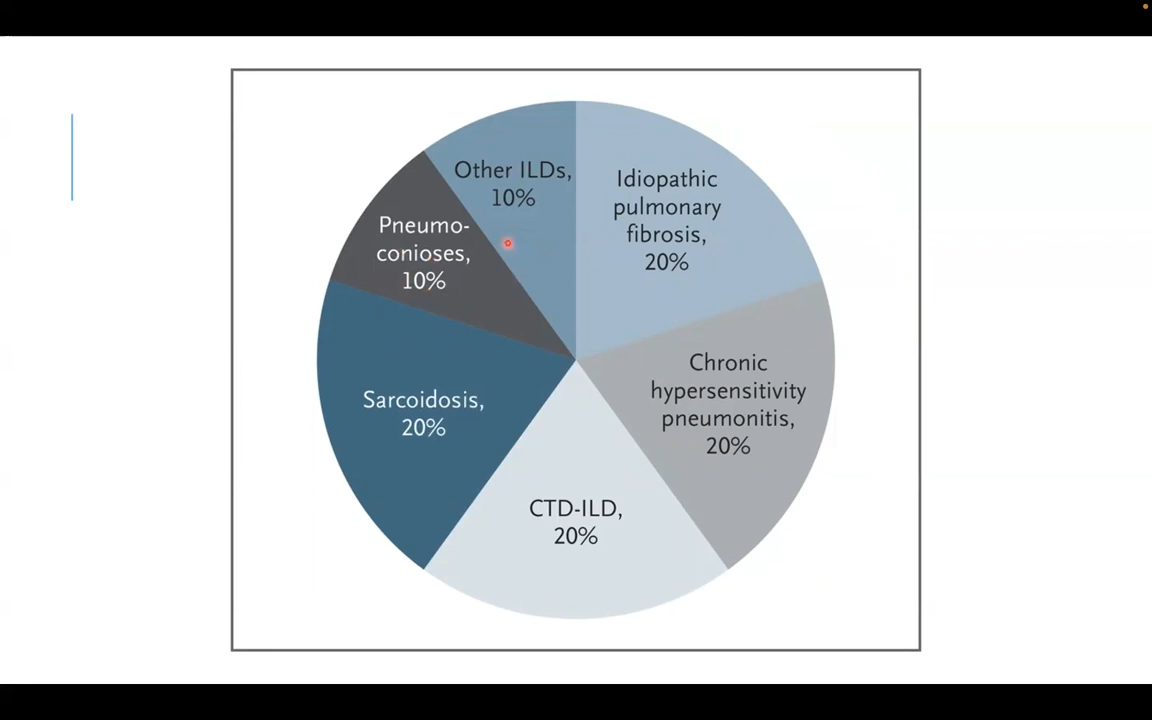 Other ILDs,
10%
Idiopathic
pulmonary
fibrosis,
20%
Pneumo-
conioses,
10%
Chronic
hypersensitivity
pneumonitis,
20%
Sarcoidosis,
20%
CTD-ILD,
20%